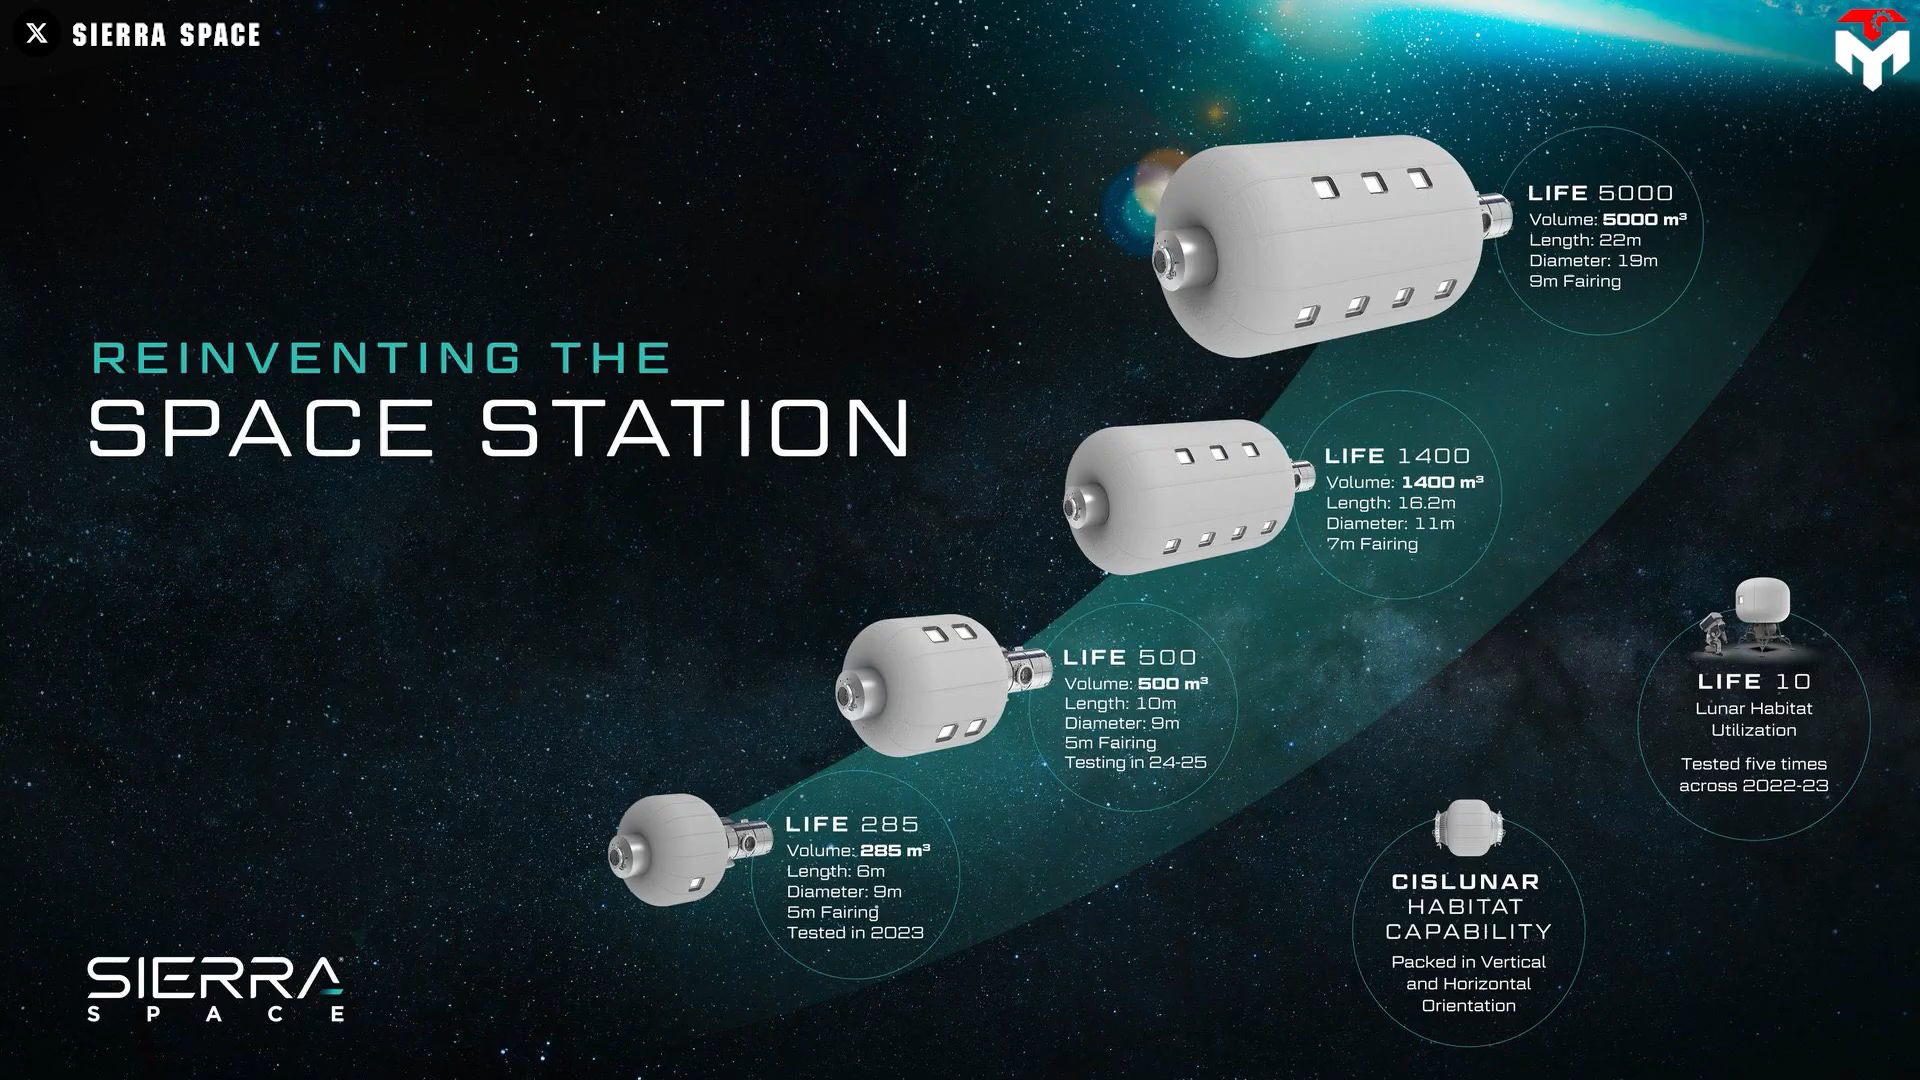 X SIERRA SPACE
REINVENTING THE
SPACE STATION
LIFE 5000
Volume: 5000 m³
Length: 22m
Diameter: 19m
9m Fairing
LIFE 1400
Volume: 1400 m³
Length: 16.2m
Diameter: 11m
7m Fairing
LIFE 500
Volume: 500 m³
Length: 10m
Diameter: 9m
5m Fairing
Testing in 24-25
LIFE 285
Volume: 285 m³
Length: 6m
Diameter: 9m
5m Fairing
Tested in 2023
LIFE 10
Lunar Habitat
Utilization
Tested five times
across 2022-23
CISLUNAR
HABITAT
CAPABILITY
Packed in Vertical
and Horizontal
Orientation
SIERRA
SPACE